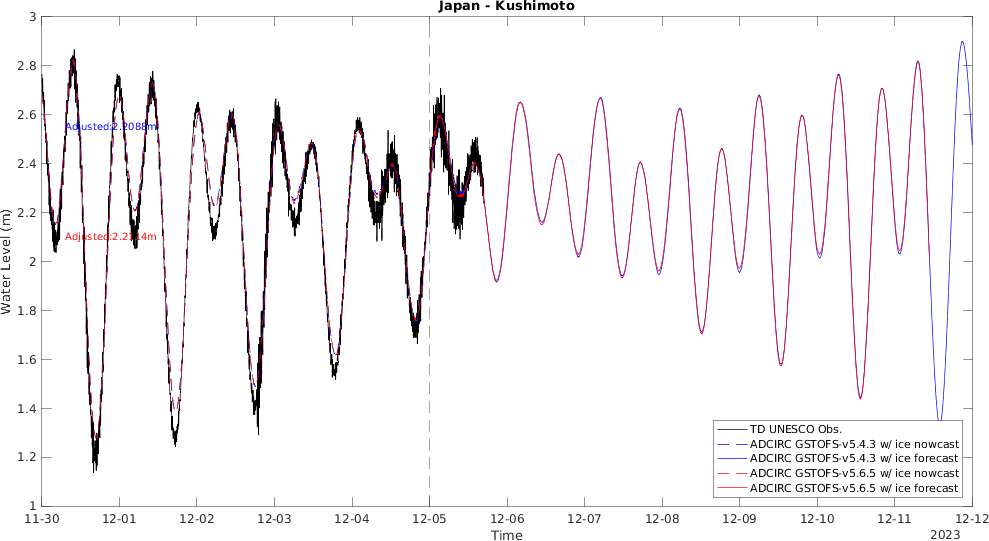 Japan - Kushimoto
3
2.8
2.6
2.4
2.2
2
1.8
1.6
1.4
1.2
1
Water Level (m)
Adjusted:2.2088m
TD UNESCO Obs.
ADCIRC GSTOFS-v5.4.3 w/ ice nowcast
ADCIRC GSTOFS-v5.4.3 w/ ice forecast
ADCIRC GSTOFS-v5.6.5 w/ ice nowcast
ADCIRC GSTOFS-v5.6.5 w/ ice forecast
11-30 12-01 12-02 12-03 12-04 12-05 12-06 12-07 12-08 12-09 12-10 12-11 12-12
Time
2023